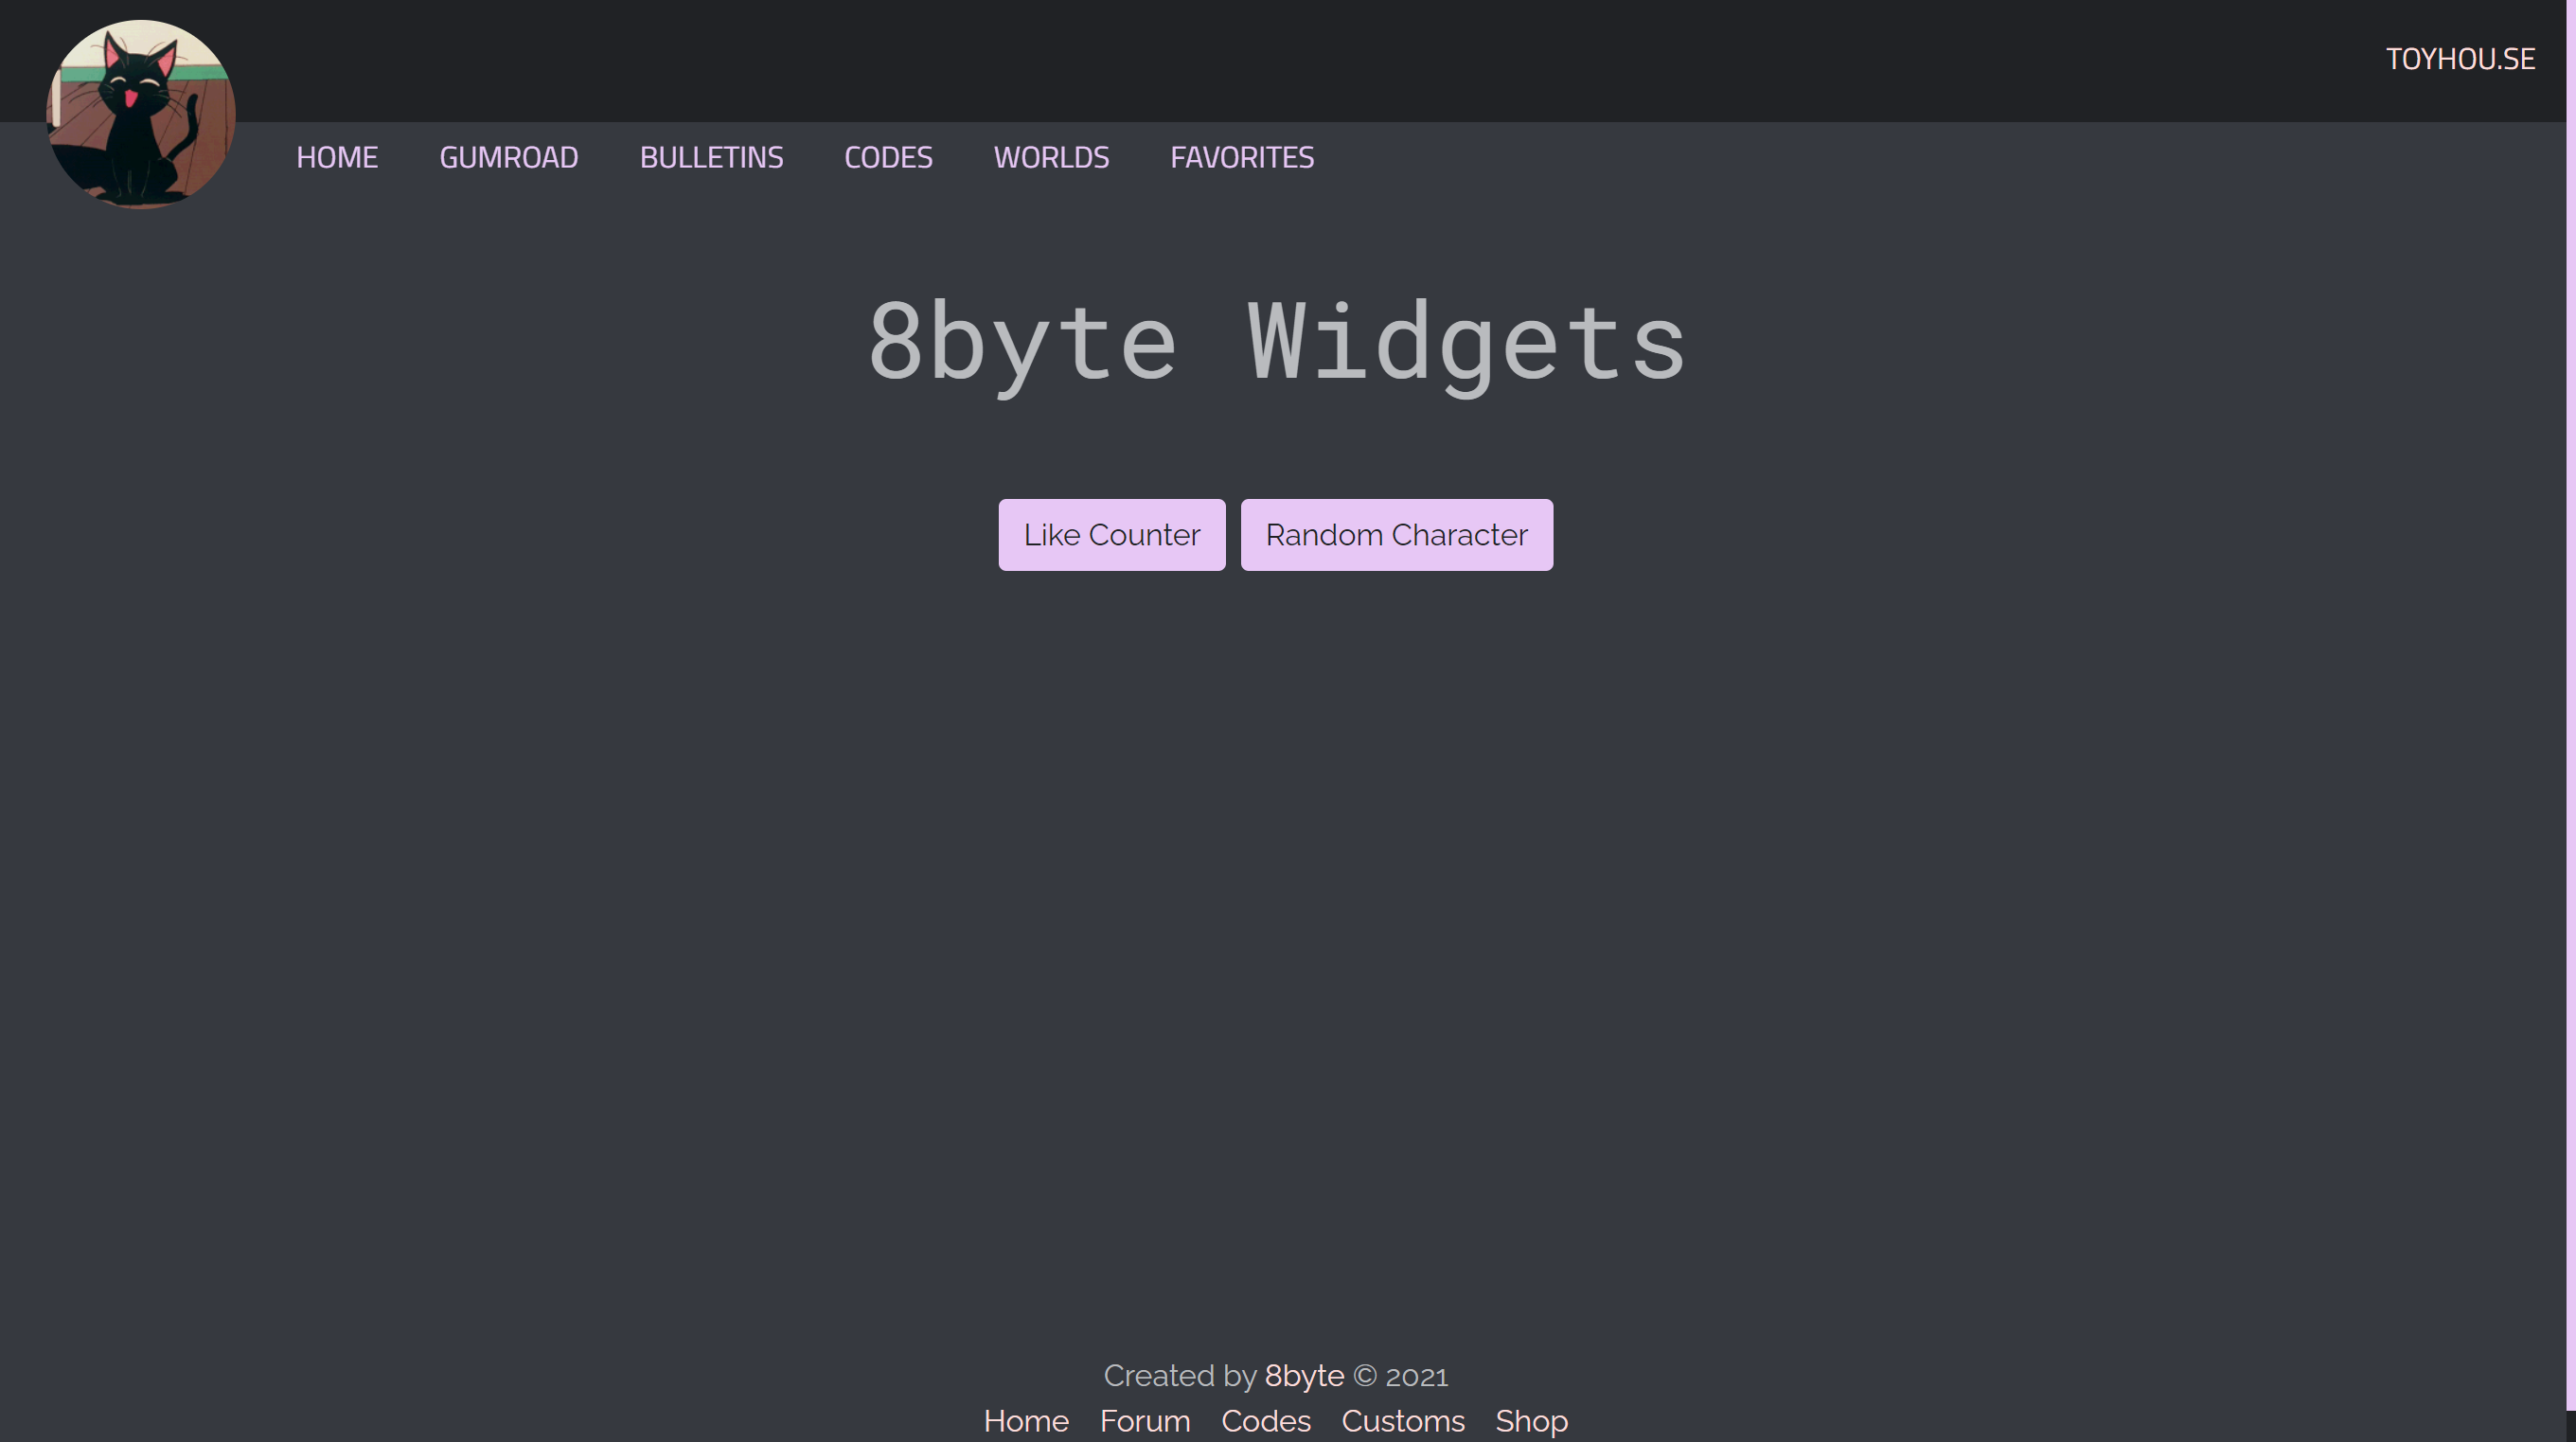 TOYHOU.SE
HOME GUMROAD BULLETINS CODES WORLDS FAVORITES
8byte Widgets
Like Counter Random Character
Created by 8byte © 2021
Home Forum Codes Customs Shop